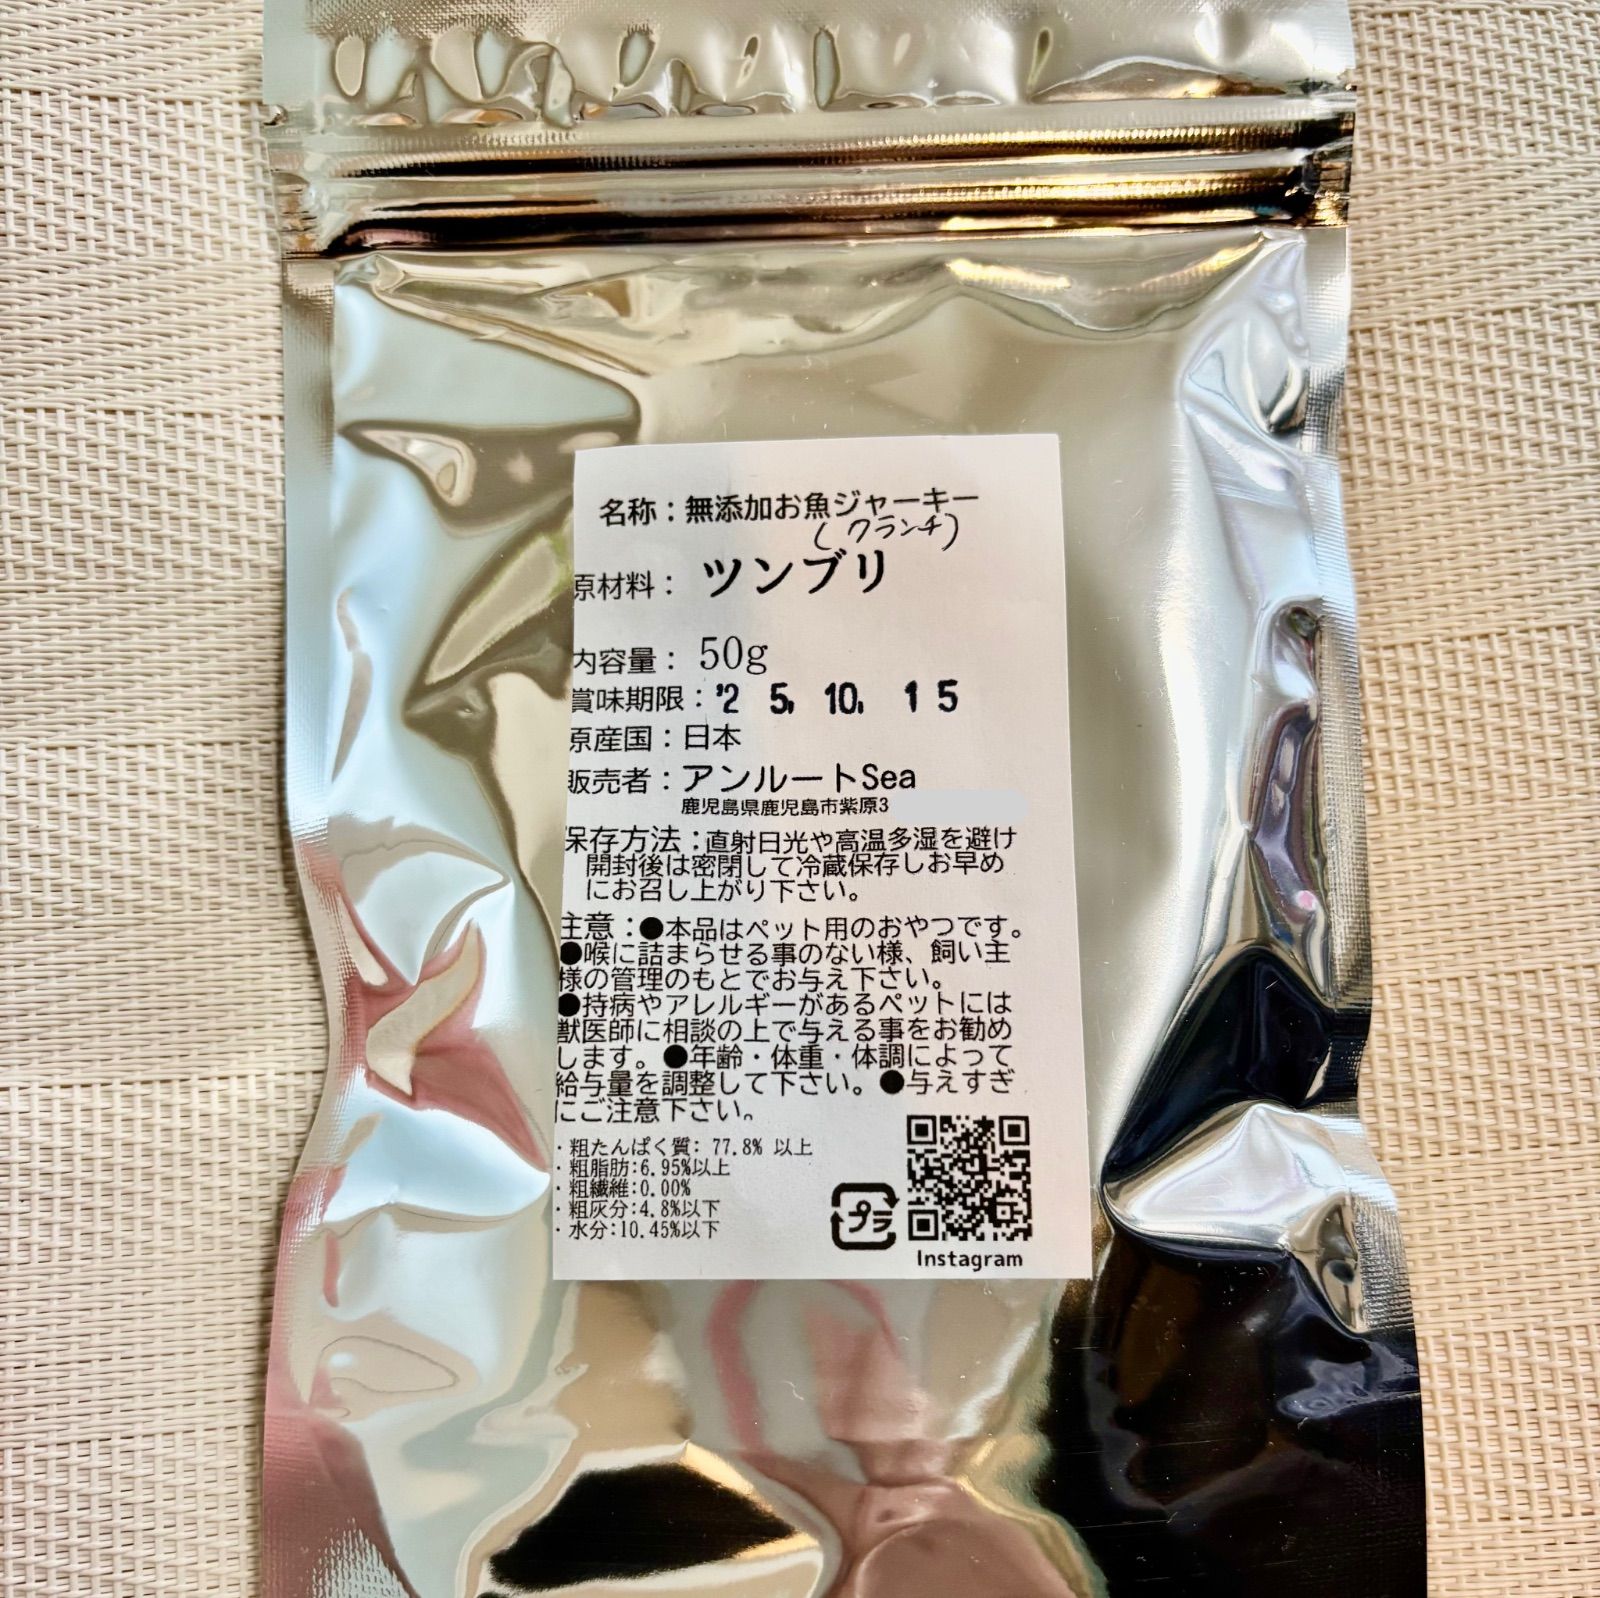 名称：無添加お魚ジャーキー
（クランチ）
原材料： ツンブリ
内容量： 50g
賞味期限：'25. 10. 15
原産国：日本
販売者：アンルートSea
鹿児島県鹿児島市紫原3
保存方法：直射日光や高温多湿を避け
開封後は密閉して冷蔵保存しお早め
にお召し上がり下さい。
主意：●本品はペット用のおやつです。
●喉に詰まらせる事のない様、飼い主
様の管理のもとでお与え下さい。
●持病やアレルギーがあるペットには
獣医師に相談の上で与える事をお勧め
します。●年齢・体重・体調によって
給与量を調整して下さい。●与えすぎ
にご注意下さい。
・粗たんぱく質: 77.8% 以上
・粗脂肪:6.95%以上
・粗繊維:0.00%
・粗灰分:4.8%以下
・水分:10.45%以下
プラ
Instagram